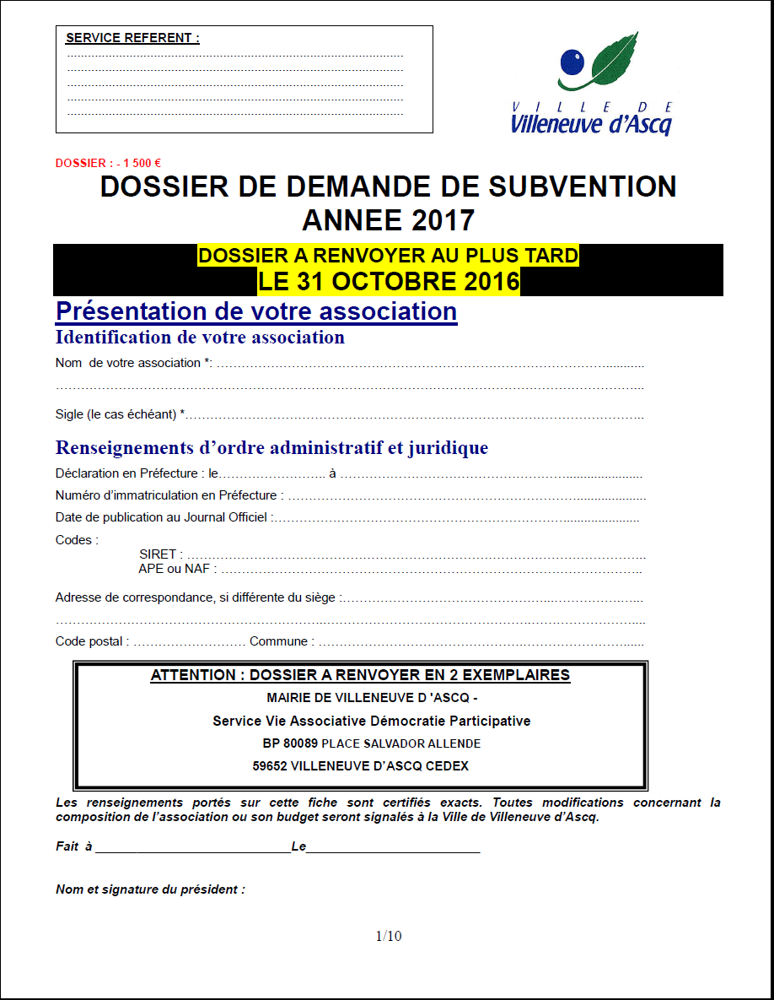 SERVICE REFERENT :
................................................................................................
................................................................................................
................................................................................................
................................................................................................
................................................................................................
VILLE DE
Villeneuve d'Ascq
DOSSIER : - 1 500 €
DOSSIER DE DEMANDE DE SUBVENTION
ANNEE 2017
DOSSIER A RENVOYER AU PLUS TARD
LE 31 OCTOBRE 2016
Présentation de votre association
Identification de votre association
Nom  de votre association *: …………………………………………………………………………………..........
…………………………………………………………………………………………………………………………..
Sigle (le cas échéant) *………………………………………………………………………………………………..
Renseignements d’ordre administratif et juridique
Déclaration en Préfecture : le…………………….. à ………………………………………………...................
Numéro d’immatriculation en Préfecture : ……………………………………………………………....................
Date de publication au Journal Officiel :……………………………………………………………......................
Codes :
SIRET : ………………………………………………………………………………………………..
APE ou NAF : ………………………………………………………………………………………..
Adresse de correspondance, si différente du siège :…………………………………………..…………………...
………………………………………………………..…………………………………………………………………...
Code postal : ……………………… Commune : ………………………………………………………………......
ATTENTION : DOSSIER A RENVOYER EN 2 EXEMPLAIRES
MAIRIE DE VILLENEUVE D 'ASCQ -
Service Vie Associative Démocratie Participative
BP 80089 PLACE SALVADOR ALLENDE
59652 VILLENEUVE D’ASCQ CEDEX
Les renseignements portés sur cette fiche sont certifiés exacts. Toutes modifications concernant la
composition de l’association ou son budget seront signalés à la Ville de Villeneuve d’Ascq.
Fait  à ____________________________Le_________________________
Nom et signature du président :
1/10